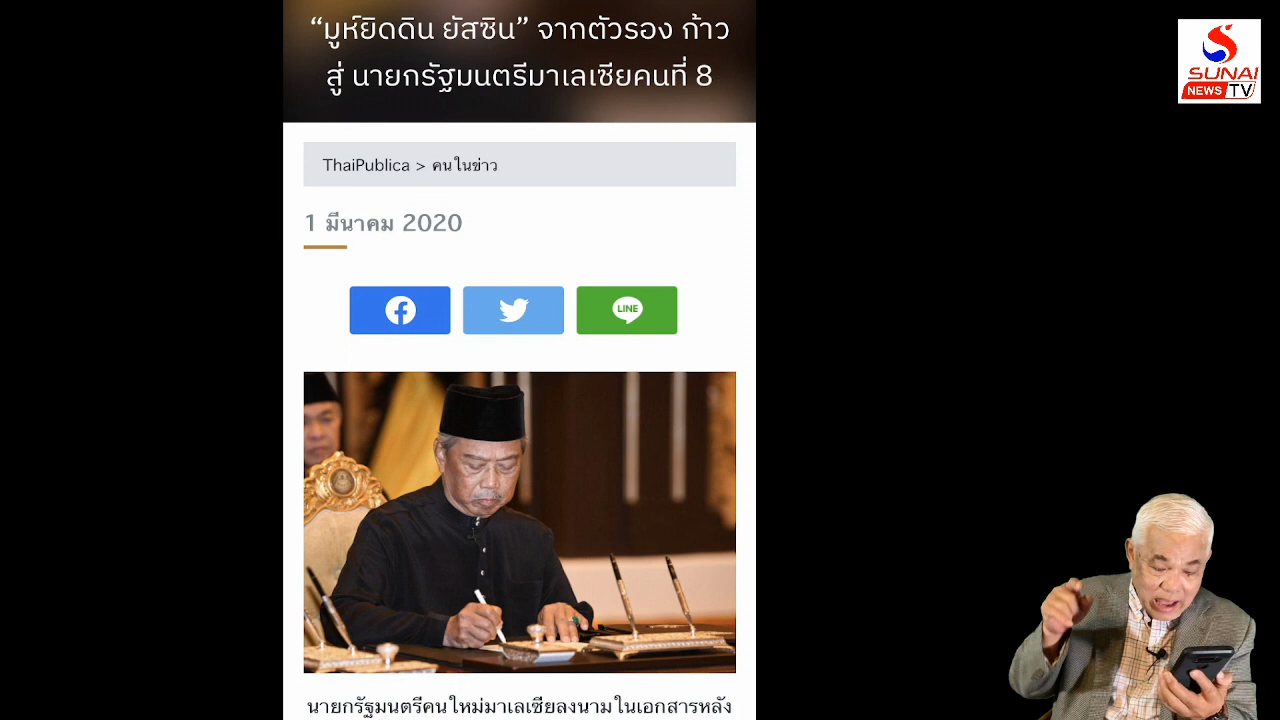 “มูห์ยิดดิน ยัสซิน” จากตัวรอง ก้าว
สู่ นายกรัฐมนตรีมาเลเซียคนที่ 8
ThaiPublica > คนในข่าว
1 มีนาคม 2020
LINE
นายกรัฐมนตรีคนใหม่มาเลเซียลงนามในเอกสารหลัง
SUNAI
NEWS TV